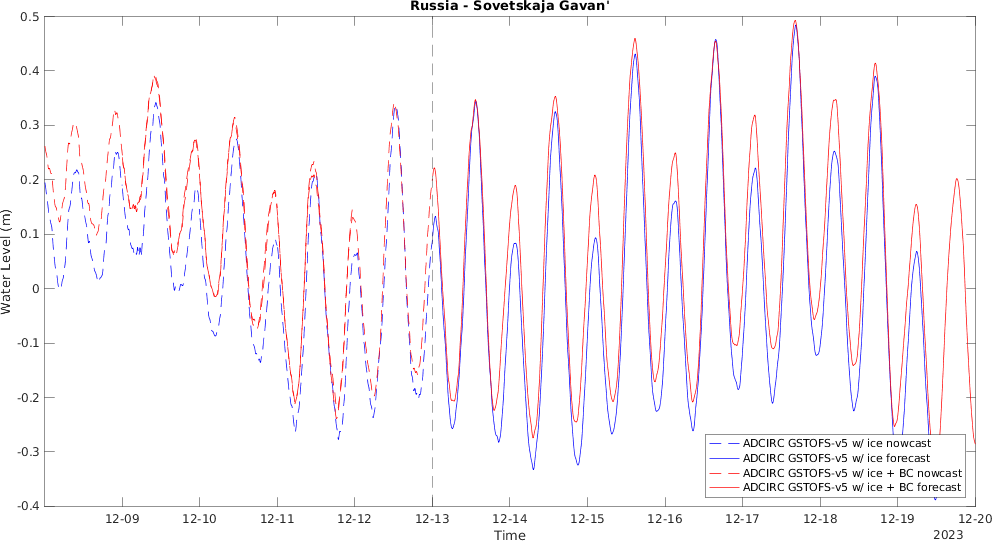 Russia - Sovetskaja Gavan'
0.5
0.4
0.3
0.2
0.1
0
-0.1
-0.2
-0.3
-0.4
Water Level (m)
ADCIRC GSTOFS-v5 w/ ice nowcast
ADCIRC GSTOFS-v5 w/ ice forecast
ADCIRC GSTOFS-v5 w/ ice + BC nowcast
ADCIRC GSTOFS-v5 w/ ice + BC forecast
12-09 12-10 12-11 12-12 12-13 12-14 12-15 12-16 12-17 12-18 12-19 12-20
Time
2023